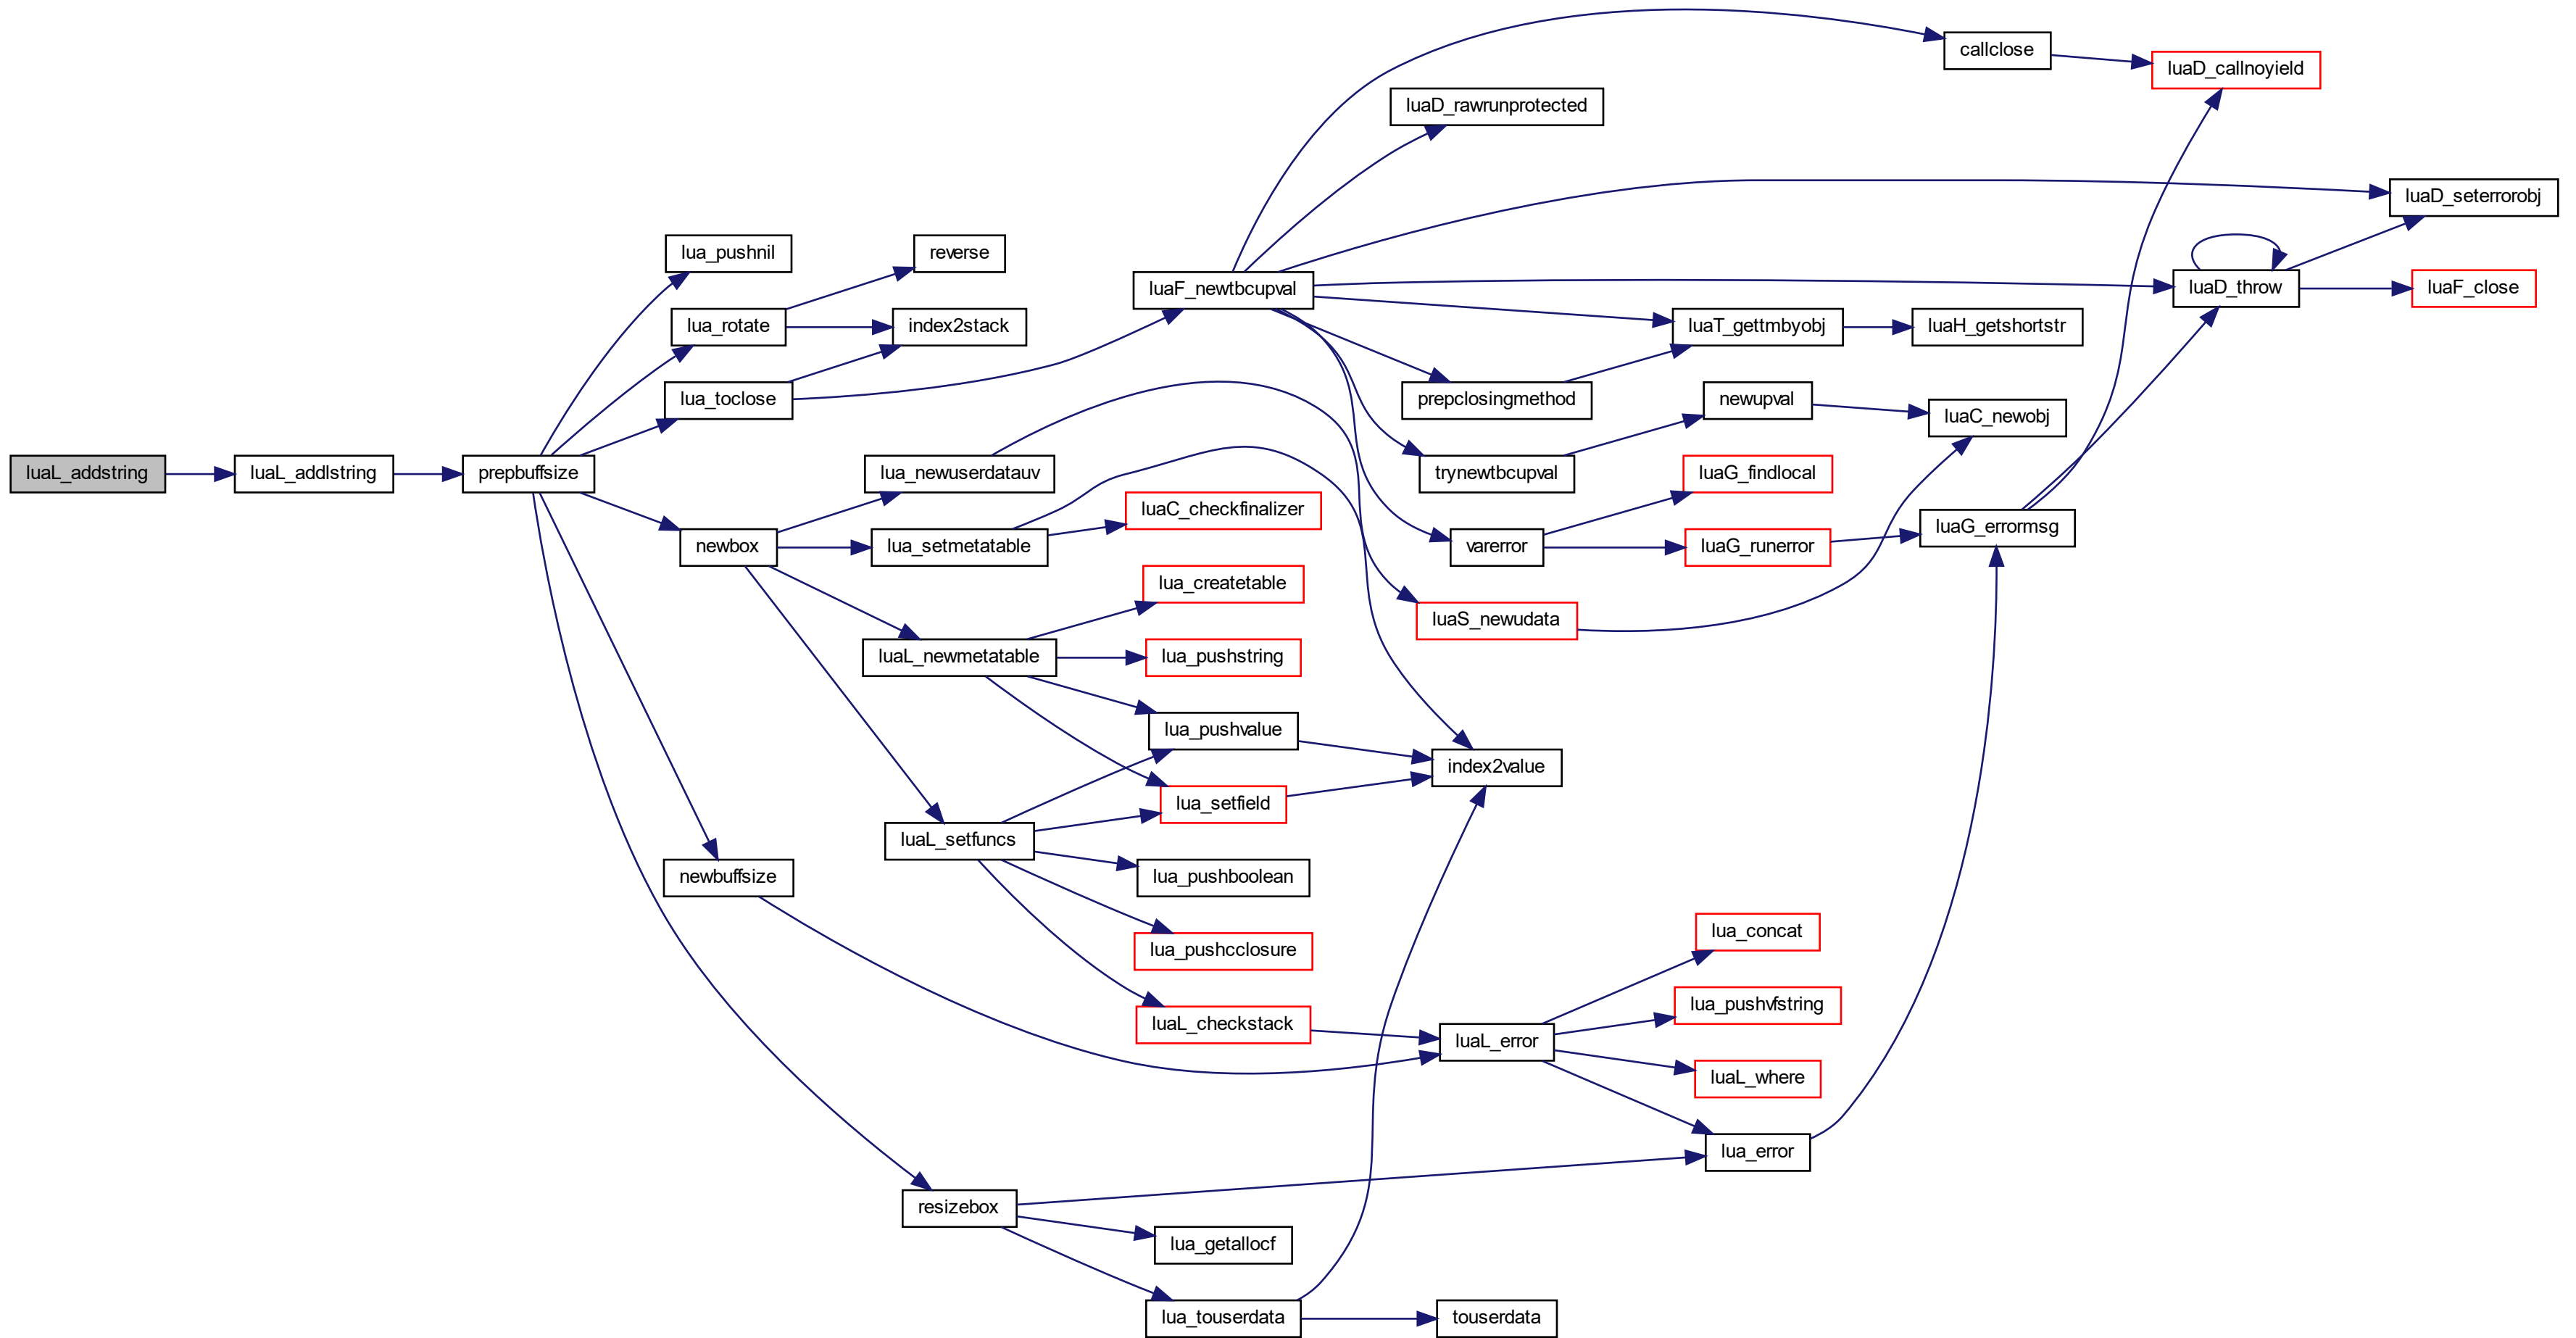 callclose
luaD_callnoyield
luaD_rawrunprotected
luaD_seterrorobj
lua_pushnil
reverse
luaF_newtbcupval
luaD_throw
luaF_close
lua_rotate
index2stack
luaT_gettmbyobj
luaH_getshortstr
lua_toclose
prepclosingmethod
newupval
luaC_newobj
luaL_addstring
luaL_addlstring
prepbuffsize
lua_newuserdatauv
trynewtbcupval
luaG_findlocal
luaC_checkfinalizer
luaG_errormsg
newbox
lua_setmetatable
varerror
luaG_runerror
lua_createtable
luaS_newudata
luaL_newmetatable
lua_pushstring
lua_pushvalue
index2value
lua_setfield
luaL_setfuncs
newbuffsize
lua_pushboolean
lua_concat
lua_pushcclosure
lua_pushvfstring
luaL_checkstack
luaL_error
luaL_where
lua_error
resizebox
lua_getallocf
lua_touserdata
touserdata